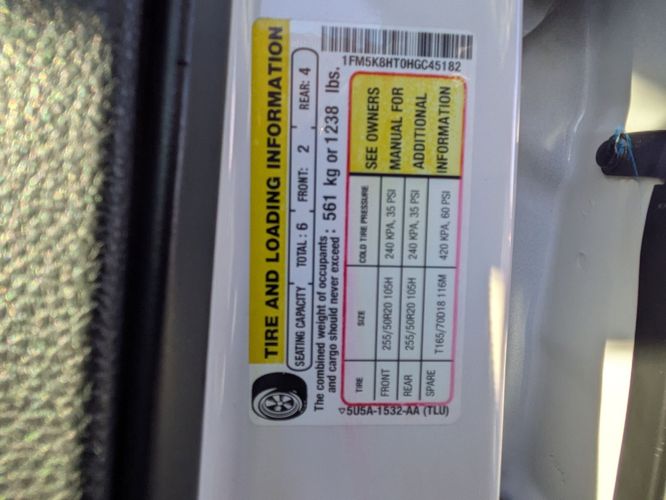 1FM5K8HT0HGC45182
TIRE AND LOADING INFORMATION
SEATING CAPACITY TOTAL : 6 FRONT: 2 REAR: 4
The combined weight of occupants
and cargo should never exceed : 561 kg or 1238 lbs.
TIRE SIZE COLD TIRE PRESSURE SEE OWNERS
FRONT 255/50R20 105H 240 KPA, 35 PSI MANUAL FOR
REAR 255/50R20 105H 240 KPA, 35 PSI ADDITIONAL
SPARE T165/70D18 116M 420 KPA, 60 PSI INFORMATION
▽5U5A-1532-AA (TLU)